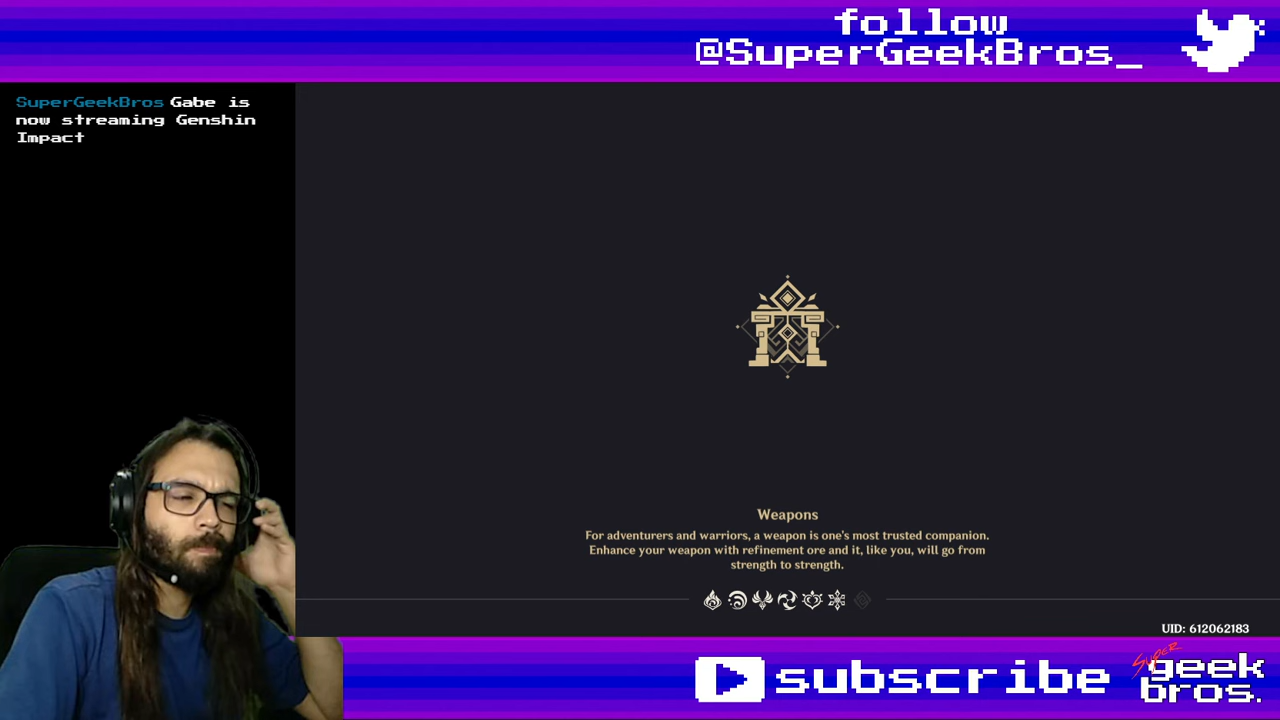 follow
@SuperGeekBros_
SuperGeekBros Gabe is
now streaming Genshin
Impact
Weapons
For adventurers and warriors, a weapon is one's most trusted companion.
Enhance your weapon with refinement ore and it, like you, will go from
strength to strength.
UID: 612062183
subscribe
SUPER
geek
bros.